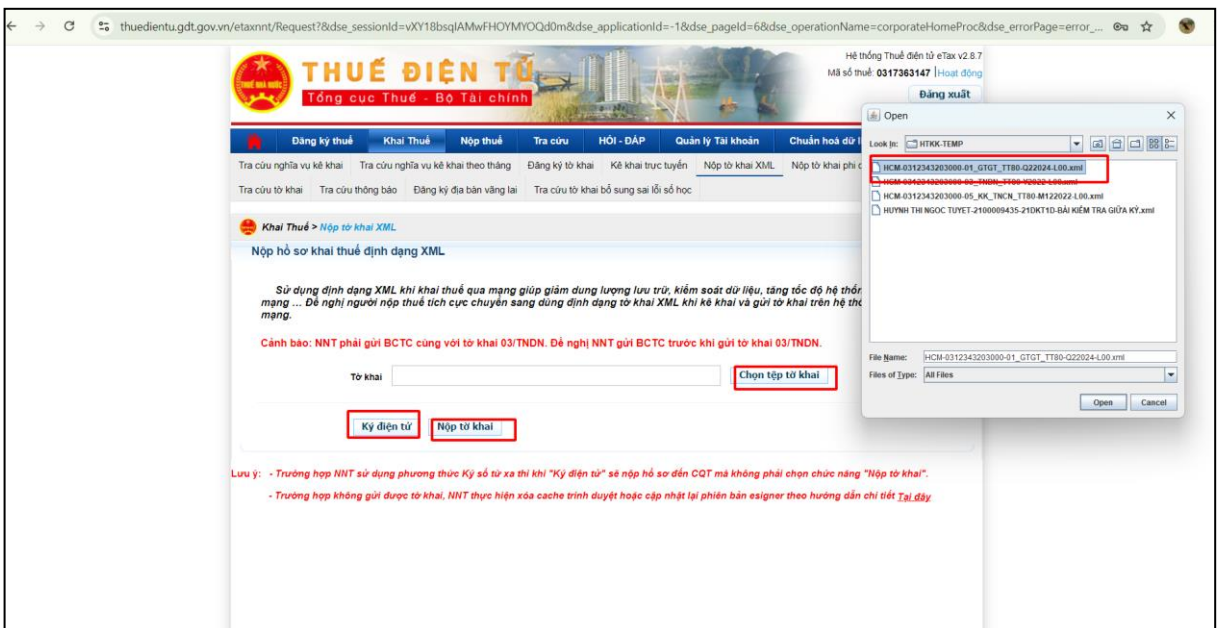 thuedientu.gdt.gov.vn/etaxnnt/Request?&dse_sessionId=vXY18bsqIAMwFHOYMYOQd0m&dse_applicationId=-1&dse_pageId=6&dse_operationName=corporateHomeProc&dse_errorPage=error_...
Hệ thống Thuế điện tử eTax v2.8.7
THUẾ ĐIỆN TỬ
Mã số thuế: 0317363147 | Hoạt động
Tổng cục Thuế - Bộ Tài chính
Đăng xuất
Đăng ký thuế Khai Thuế Nộp thuế Tra cứu HỎI - ĐÁP Quản lý Tài khoản Chuẩn hoá dữ l
Tra cứu nghĩa vụ kê khai Tra cứu nghĩa vụ kê khai theo tháng Đăng ký tờ khai Kê khai trực tuyến Nộp tờ khai XML Nộp tờ khai phi c
Tra cứu tờ khai Tra cứu thông báo Đăng ký địa bàn vãng lai Tra cứu tờ khai bổ sung sai lỗi số học
Khai Thuế > Nộp tờ khai XML
Nộp hồ sơ khai thuế định dạng XML
Sử dụng định dạng XML khi khai thuế qua mạng giúp giảm dung lượng lưu trữ, kiểm soát dữ liệu, tăng tốc độ hệ thốn
mạng ... Đề nghị người nộp thuế tích cực chuyển sang dùng định dạng tờ khai XML khi kê khai và gửi tờ khai trên hệ thố
mạng.
Cảnh báo: NNT phải gửi BCTC cùng với tờ khai 03/TNDN. Đề nghị NNT gửi BCTC trước khi gửi tờ khai 03/TNDN.
Tờ khai
Chọn tệp tờ khai
Ký điện tử Nộp tờ khai
Lưu ý: - Trường hợp NNT sử dụng phương thức Ký số từ xa thì khi "Ký điện tử" sẽ nộp hồ sơ đến CQT mà không phải chọn chức năng "Nộp tờ khai".
- Trường hợp không gửi được tờ khai, NNT thực hiện xóa cache trình duyệt hoặc cập nhật lại phiên bản esigner theo hướng dẫn chi tiết Tại đây
Open
Look In: HTKK-TEMP
HCM-0312343203000-01_GTGT_TT80-Q22024-L00.xml
HCM-0312343203000-03_TNDN_TT80-Y2022-L00.xml
HCM-0312343203000-05_KK_TNCN_TT80-M122022-L00.xml
HUYNH THI NGOC TUYET-2100009435-21DKT1D-BÀI KIỂM TRA GIỮA KỲ.xml
File Name: HCM-0312343203000-01_GTGT_TT80-Q22024-L00.xml
Files of Type: All Files
Open Cancel